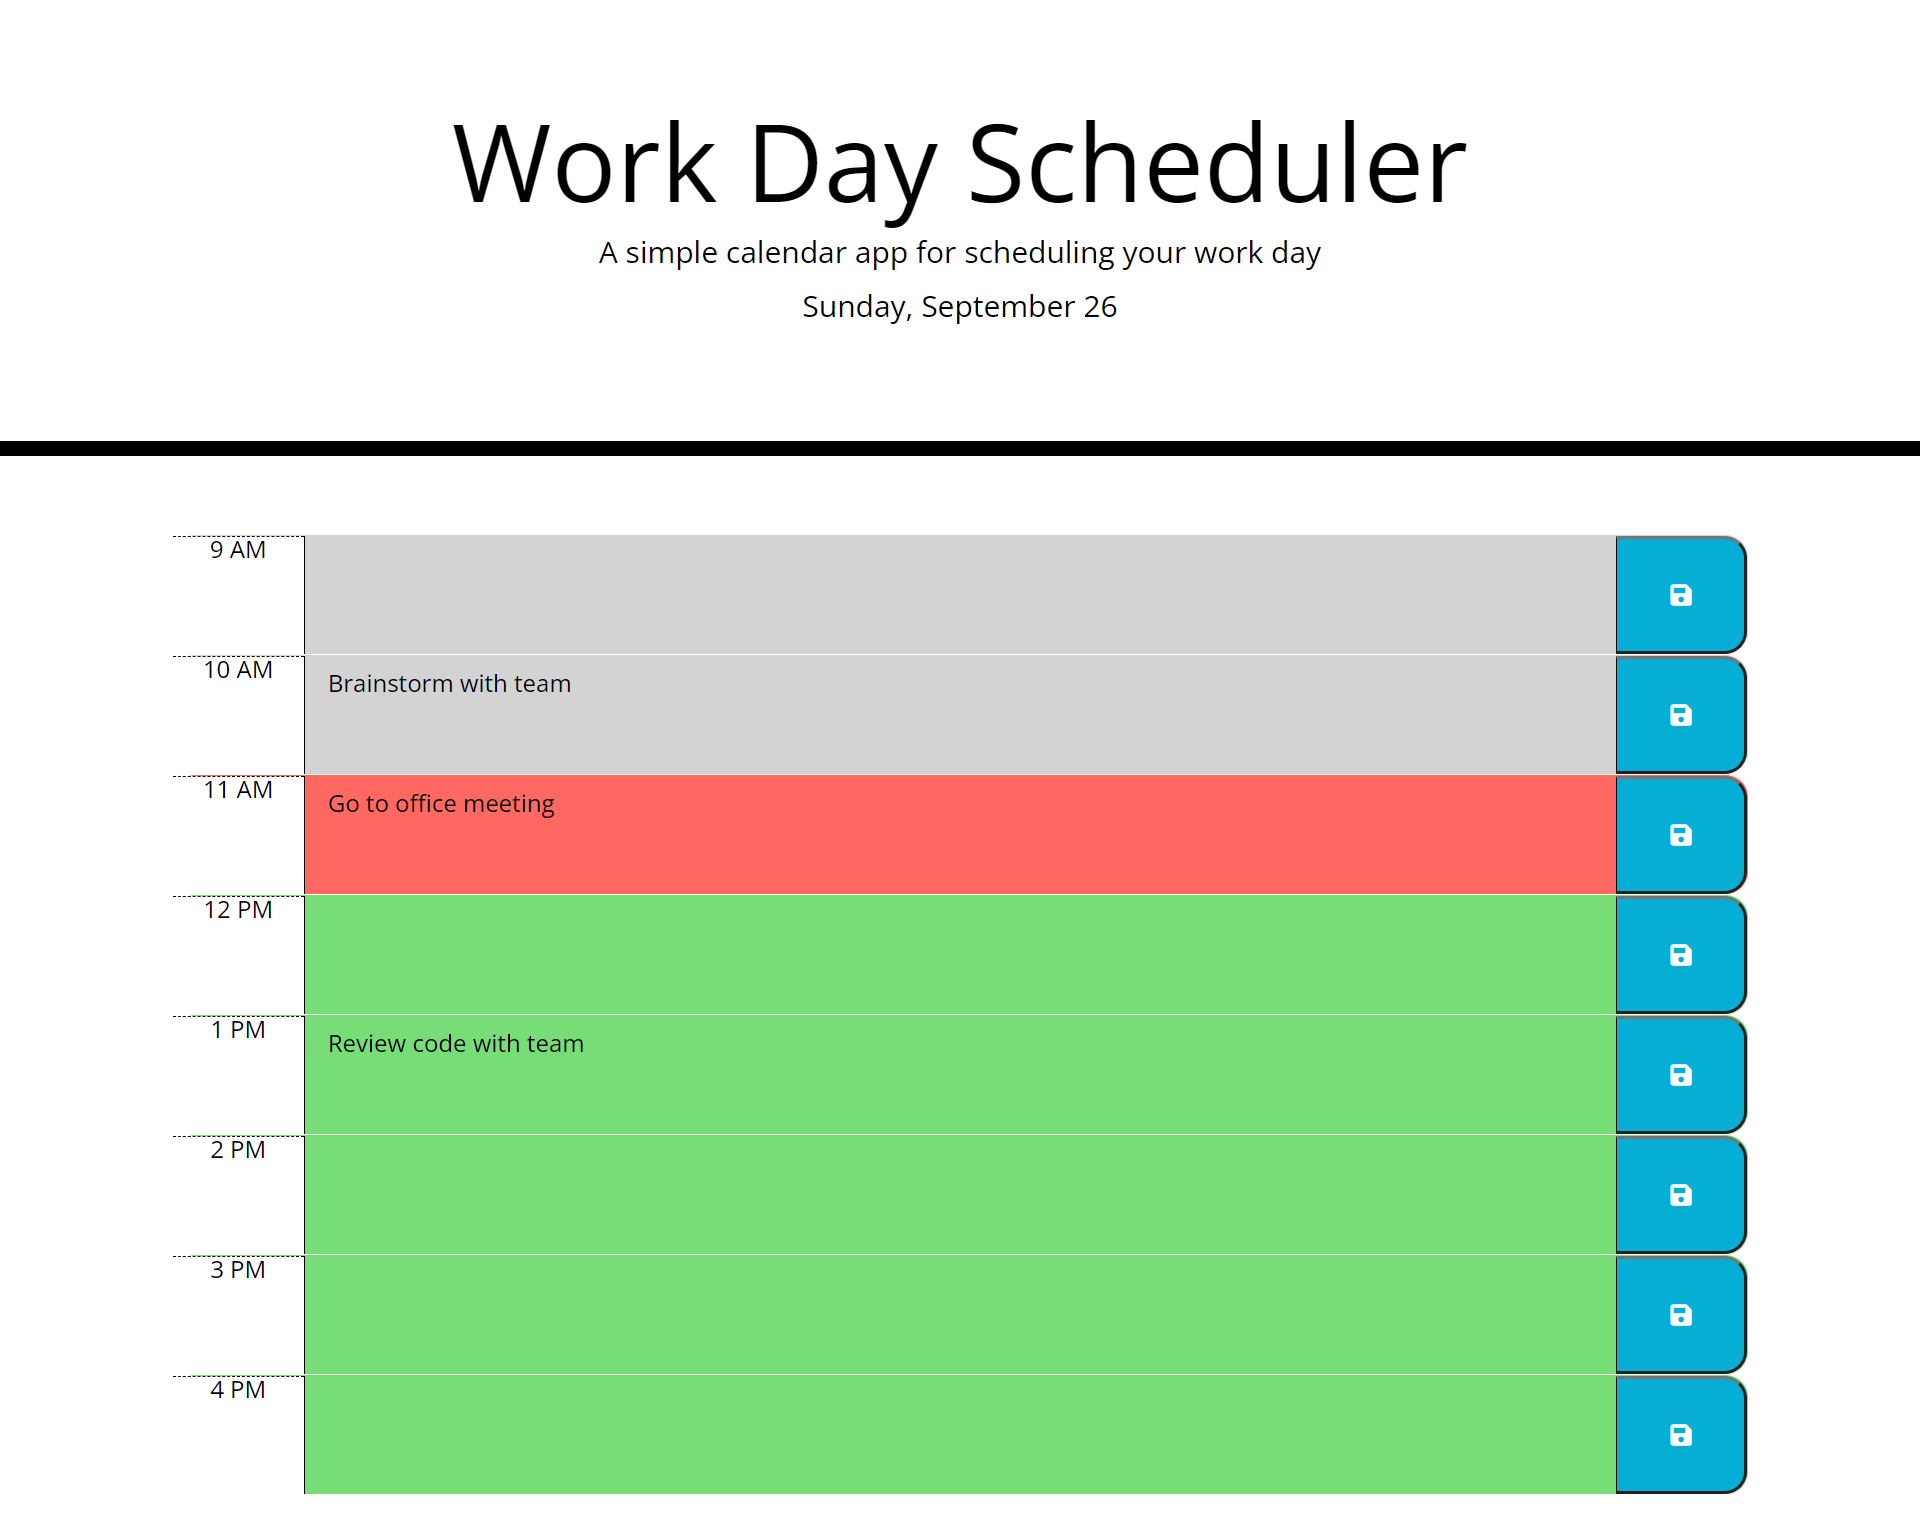 Work Day Scheduler
A simple calendar app for scheduling your work day
Sunday, September 26
9 AM
10 AM
Brainstorm with team
11 AM
Go to office meeting
12 PM
1 PM
Review code with team
2 PM
3 PM
4 PM